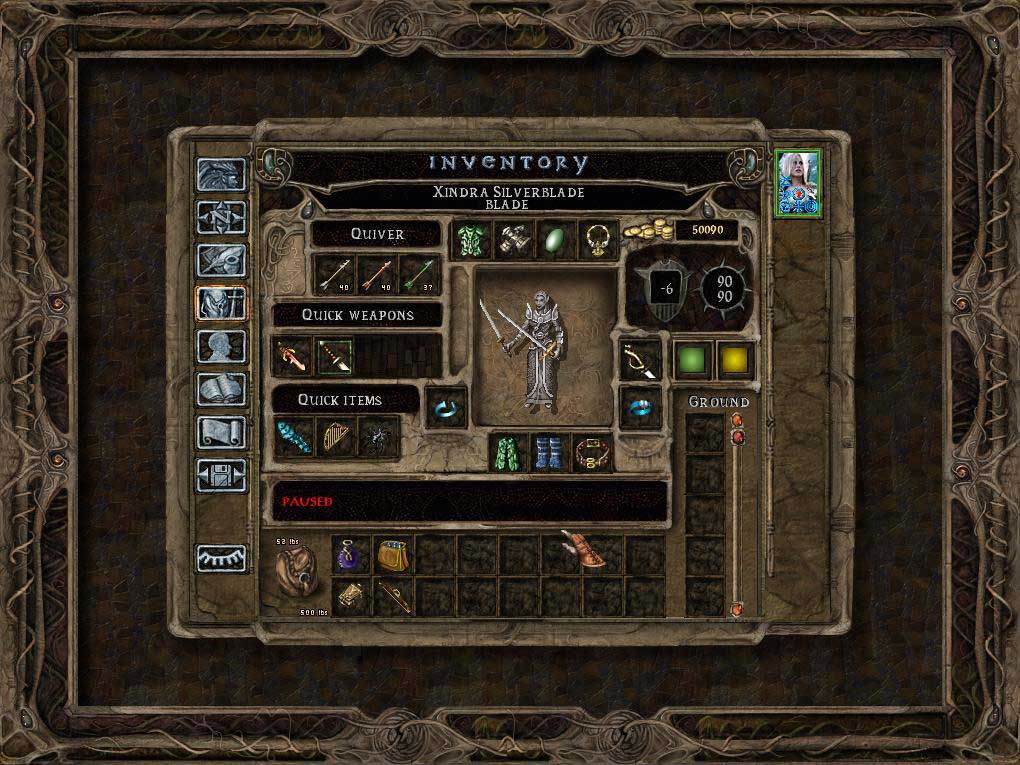 INVENTORY
XINDRA SILVERBLADE
BLADE
QUIVER
50090
40 40 37
-6
90
90
QUICK WEAPONS
QUICK ITEMS
GROUND
PAUSED
52 lbs
500 lbs